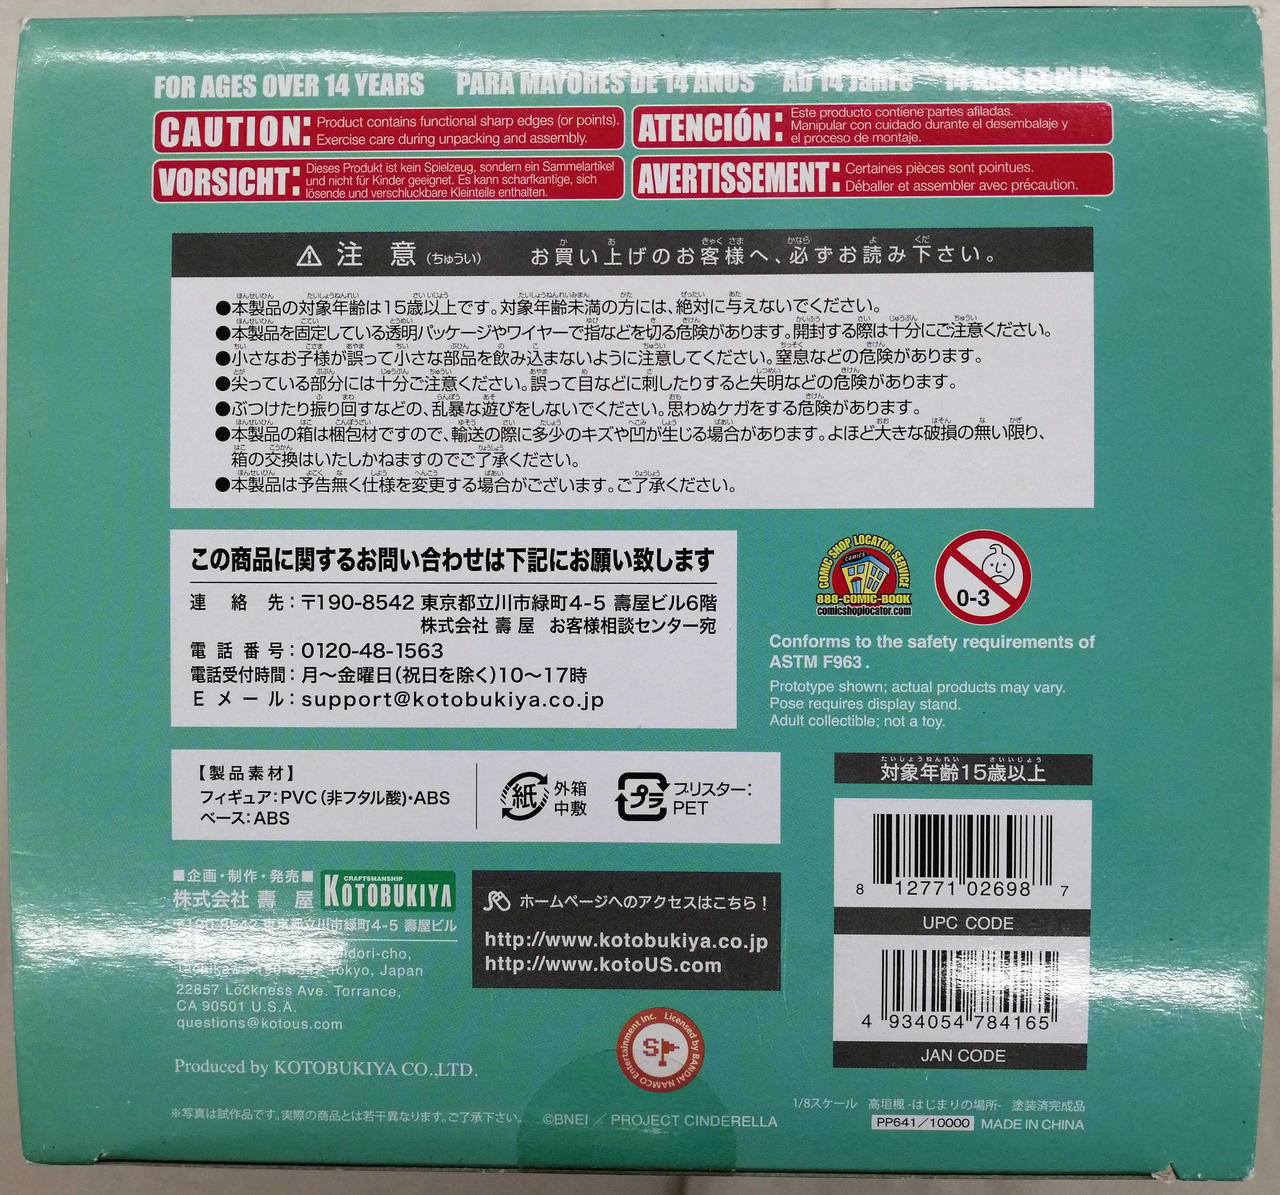 FOR AGES OVER 14 YEARS PARA MAYORES DE 14 AÑOS Ab 14 Jahre 14 ANS ET PLUS
CAUTION: Product contains functional sharp edges (or points).
Exercise care during unpacking and assembly.
ATENCIÓN: Este producto contiene partes afiladas.
Manipular con cuidado durante el desembalaje y
el proceso de montaje.
VORSICHT: Dieses Produkt ist kein Spielzeug, sondern ein Sammelartikel
und nicht für Kinder geeignet. Es kann scharfkantige, sich
lösende und verschluckbare Kleinteile enthalten.
AVERTISSEMENT: Certaines pièces sont pointues.
Déballer et assembler avec précaution.
⚠ 注意(ちゅうい) お買い上げのお客様へ、必ずお読み下さい。
●本製品の対象年齢は15歳以上です。対象年齢未満の方には、絶対に与えないでください。
●本製品を固定している透明パッケージやワイヤーで指などを切る危険があります。開封する際は十分にご注意ください。
●小さなお子様が誤って小さな部品を飲み込まないように注意してください。窒息などの危険があります。
●尖っている部分には十分ご注意ください。誤って目などに刺したりすると失明などの危険があります。
●ぶつけたり振り回すなどの、乱暴な遊びをしないでください。思わぬケガをする危険があります。
●本製品の箱は梱包材ですので、輸送の際に多少のキズや凹が生じる場合があります。よほど大きな破損の無い限り、
箱の交換はいたしかねますのでご了承ください。
●本製品は予告無く仕様を変更する場合がございます。ご了承ください。
この商品に関するお問い合わせは下記にお願い致します
連絡先:〒190-8542 東京都立川市緑町4-5 壽屋ビル6階
株式会社 壽屋 お客様相談センター宛
電話番号:0120-48-1563
電話受付時間:月〜金曜日(祝日を除く)10〜17時
Eメール:support@kotobukiya.co.jp
COMIC SHOP LOCATOR SERVICE
COMICS
888-COMIC-BOOK
comicshoplocator.com
0-3
Conforms to the safety requirements of
ASTM F963.
Prototype shown; actual products may vary.
Pose requires display stand.
Adult collectible; not a toy.
【製品素材】
フィギュア:PVC(非フタル酸)・ABS
ベース:ABS
紙 外箱
中敷
プラ ブリスター:
PET
対象年齢15歳以上
8 12771 02698 7
UPC CODE
4 934054 784165
JAN CODE
■企画・制作・発売■
株式会社 壽屋
CRAFTSMANSHIP
KOTOBUKIYA
〒190-8542 東京都立川市緑町4-5 壽屋ビル
Midori-cho,
Tachikawa 190-8542 Tokyo, Japan
22857 Lockness Ave. Torrance,
CA 90501 U.S.A.
questions@kotous.com
ホームページへのアクセスはこちら!
http://www.kotobukiya.co.jp
http://www.kotoUS.com
Produced by KOTOBUKIYA CO.,LTD.
Licensed by BANDAI NAMCO Entertainment Inc.
※写真は試作品です。実際の商品とは若干異なります。ご了承下さい。 ©BNEI / PROJECT CINDERELLA
1/8スケール 高垣楓 -はじまりの場所- 塗装済完成品
PP641/10000 MADE IN CHINA